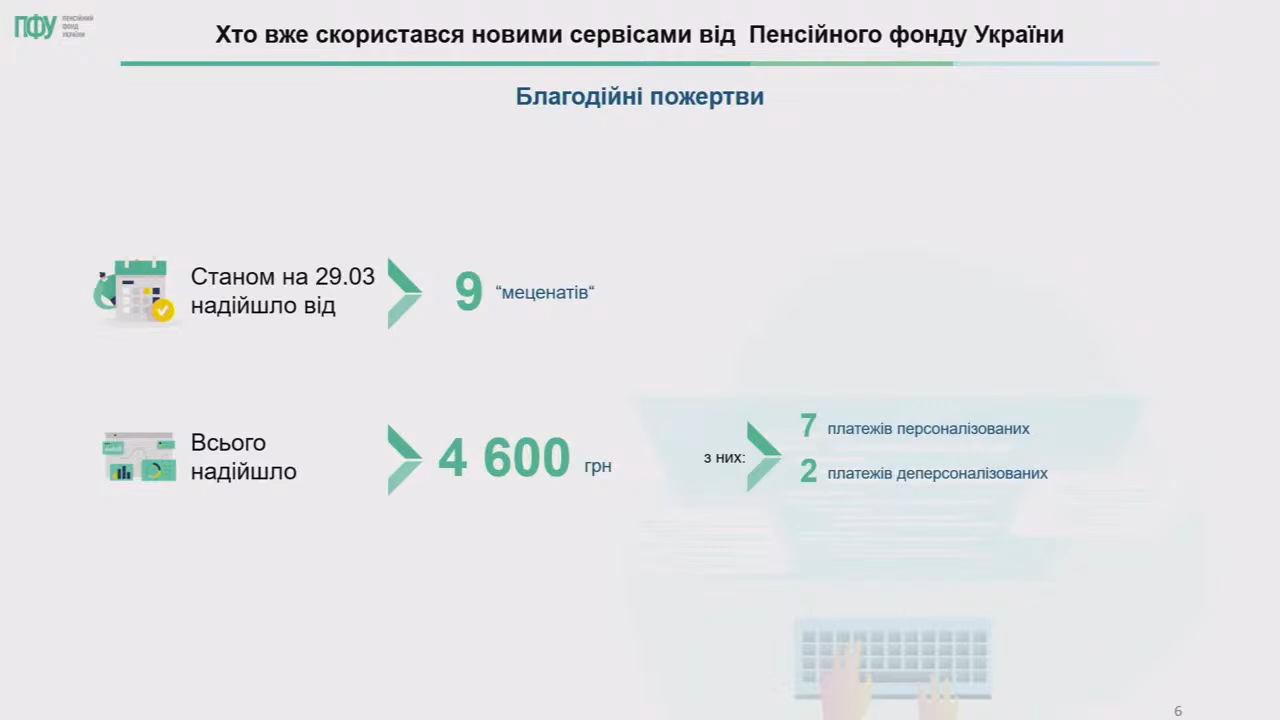 ПФУ
ПЕНСІЙНИЙ
ФОНД
УКРАЇНИ
Хто вже скористався новими сервісами від Пенсійного фонду України
Благодійні пожертви
Станом на 29.03
надійшло від
9 “меценатів“
Всього
надійшло
4 600 грн
з них:
7 платежів персоналізованих
2 платежів деперсоналізованих
6